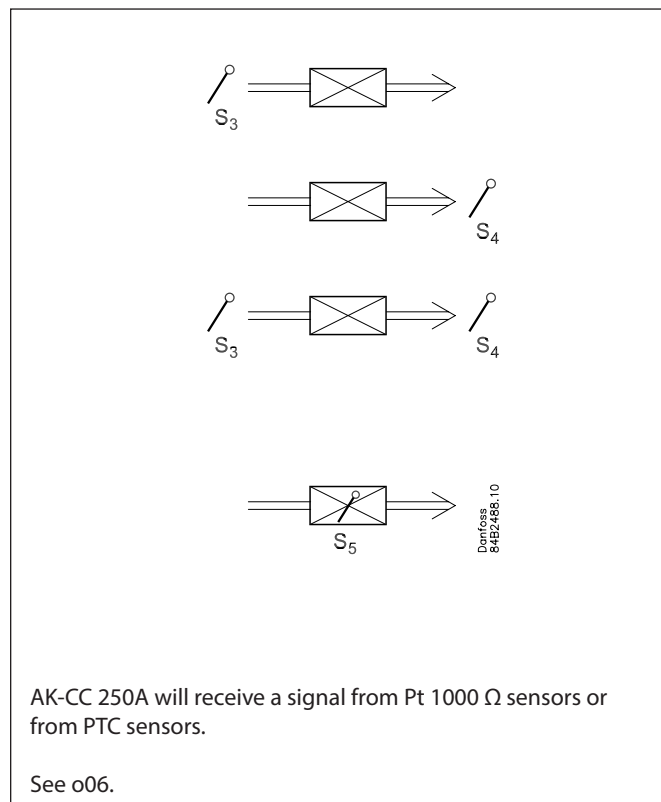 S3
S4
S3 S4
S5
Danfoss
84B2488.10
AK-CC 250A will receive a signal from Pt 1000 Ω sensors or
from PTC sensors.
See o06.